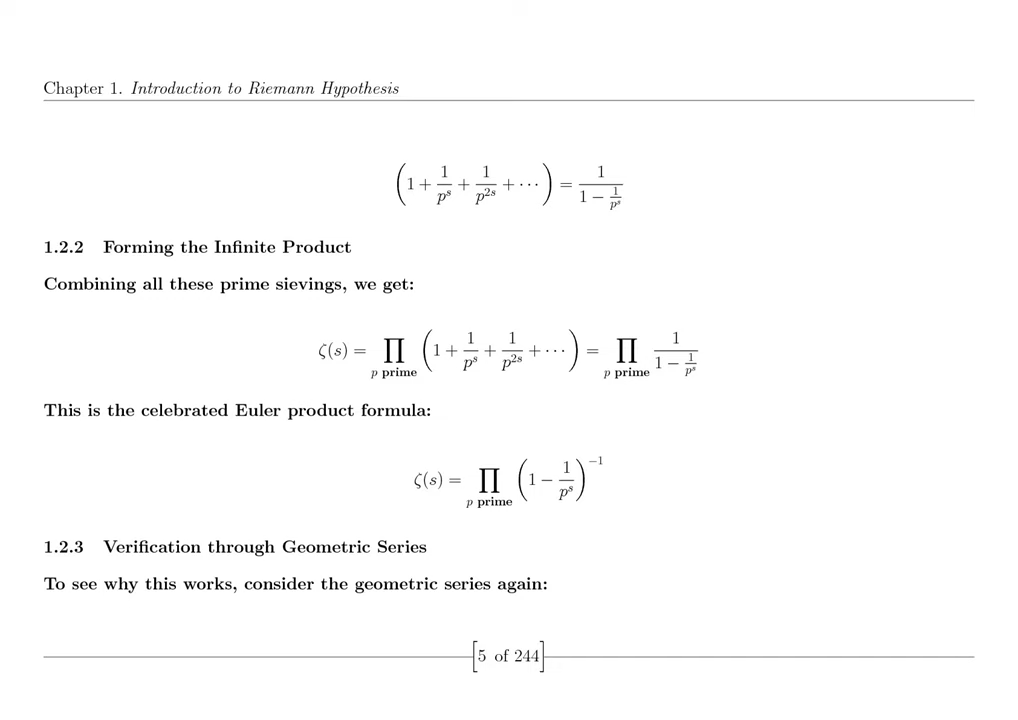 Chapter 1. Introduction to Riemann Hypothesis
(1 + 1/p^s + 1/p^{2s} + ···) = 1/(1 − 1/p^s)
1.2.2 Forming the Infinite Product
Combining all these prime sievings, we get:
ζ(s) = ∏_{p prime} (1 + 1/p^s + 1/p^{2s} + ···) = ∏_{p prime} 1/(1 − 1/p^s)
This is the celebrated Euler product formula:
ζ(s) = ∏_{p prime} (1 − 1/p^s)^{−1}
1.2.3 Verification through Geometric Series
To see why this works, consider the geometric series again:
[5 of 244]